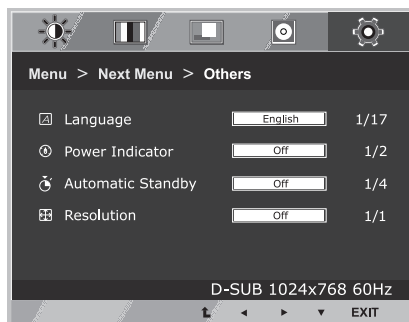 Menu > Next Menu > Others
Language English 1/17
Power Indicator Off 1/2
Automatic Standby Off 1/4
Resolution Off 1/1
D-SUB 1024x768 60Hz
EXIT